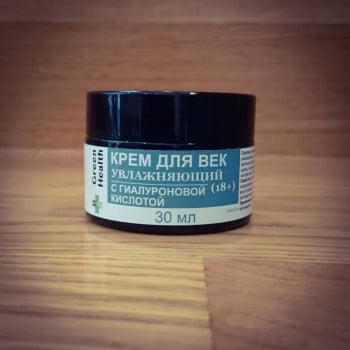 Green
Health
КРЕМ ДЛЯ ВЕК
УВЛАЖНЯЮЩИЙ
(18+)
С ГИАЛУРОНОВОЙ
КИСЛОТОЙ
30 мл